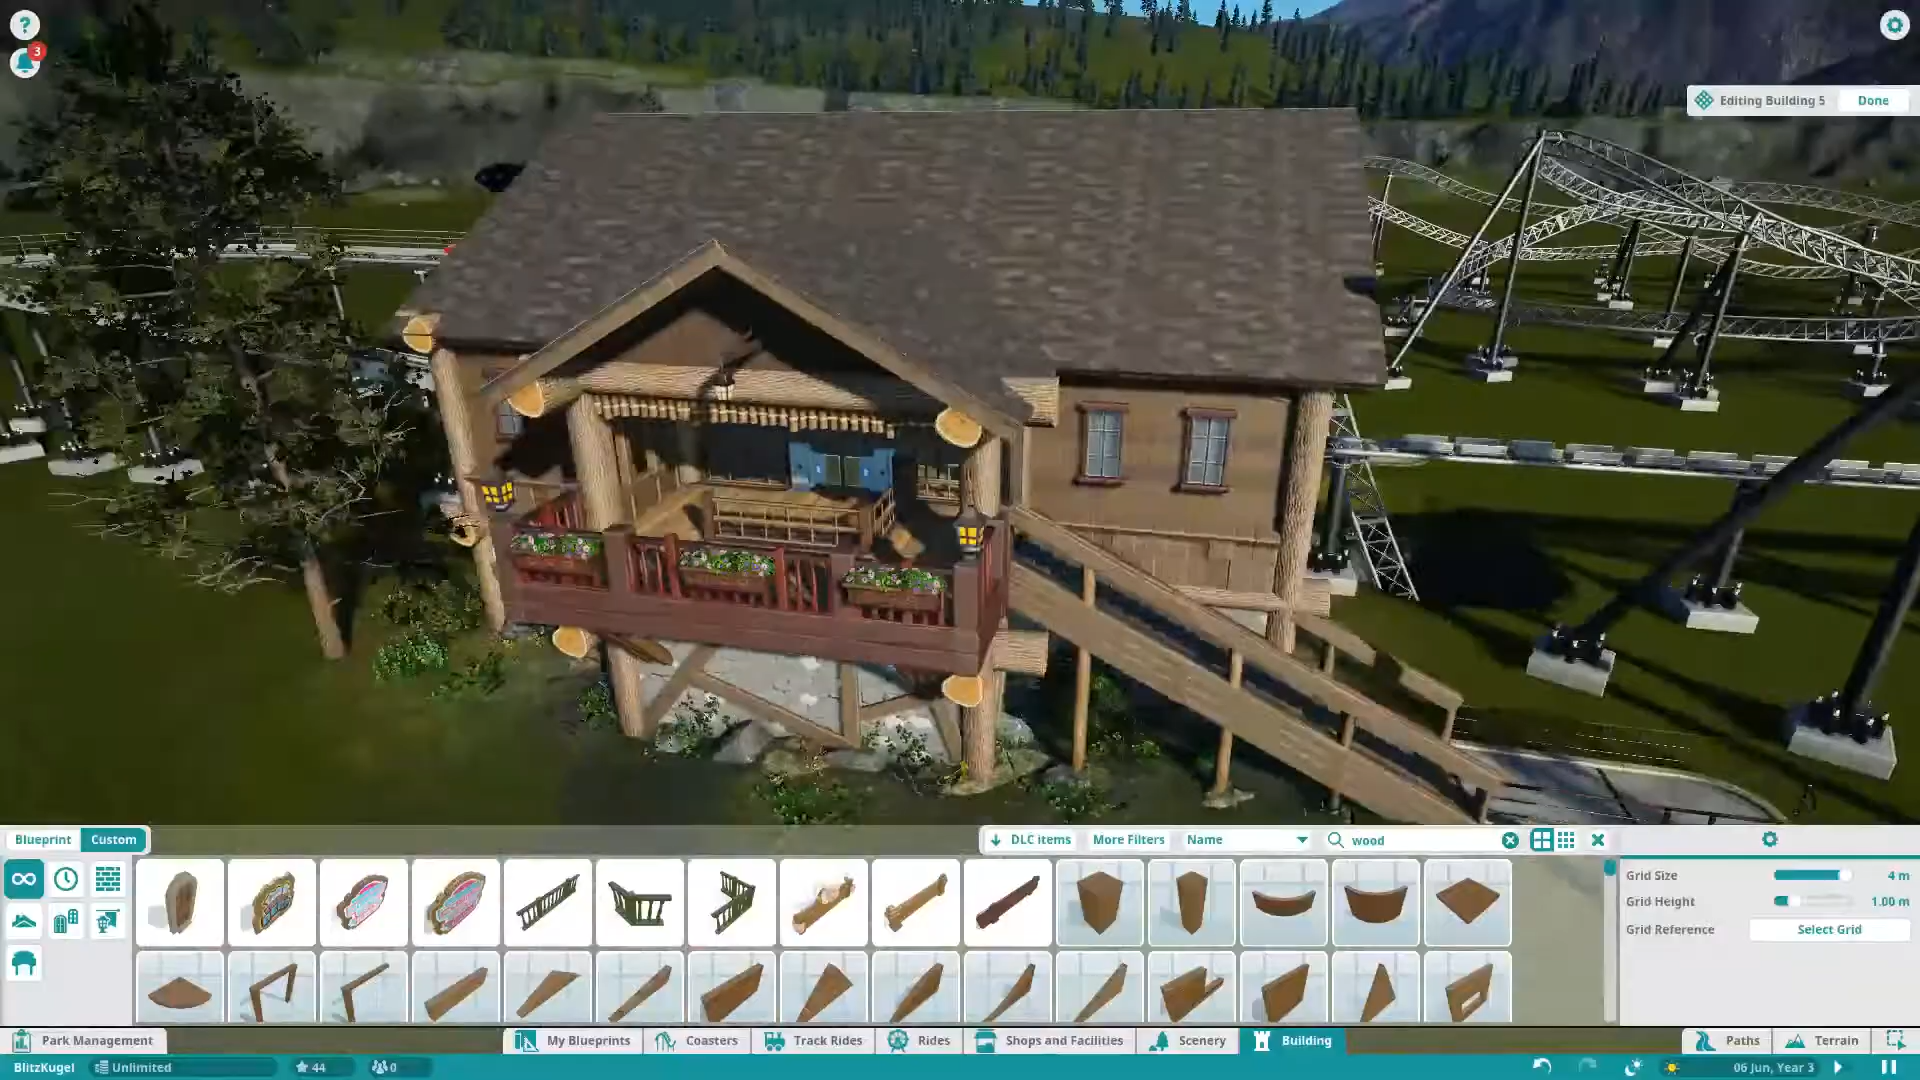 ?
3
Editing Building 5 Done
Blueprint Custom
DLC items More Filters Name wood
Grid Size 4 m
Grid Height 1.00 m
Grid Reference Select Grid
Park Management My Blueprints Coasters Track Rides Rides Shops and Facilities Scenery Building Paths Terrain
BlitzKugel Unlimited 44 0 06 Jun, Year 3